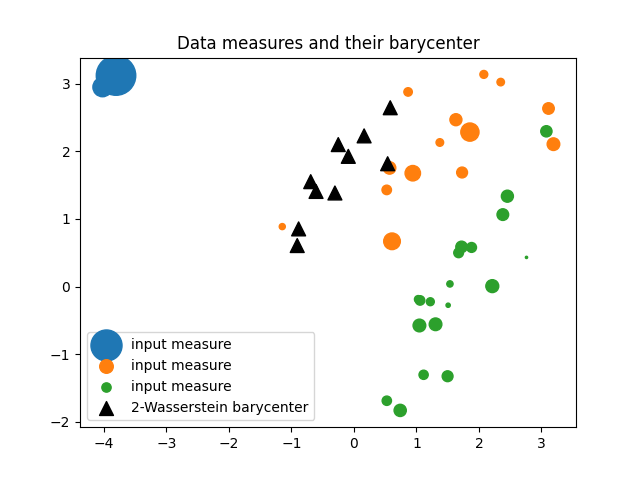 Data measures and their barycenter
3
2
1
0
−1
−2
input measure
input measure
input measure
2-Wasserstein barycenter
−4 −3 −2 −1 0 1 2 3